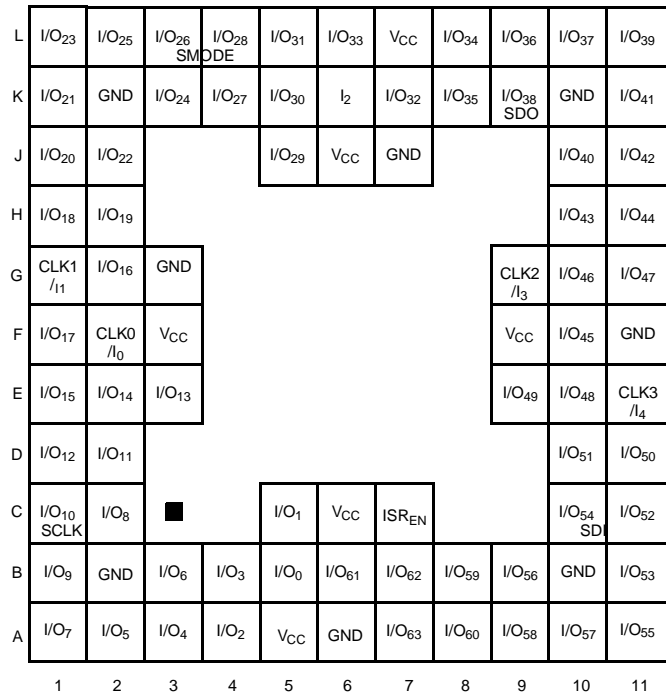 L I/O23 I/O25 I/O26 I/O28 I/O31 I/O33 VCC I/O34 I/O36 I/O37 I/O39
SMODE
K I/O21 GND I/O24 I/O27 I/O30 I2 I/O32 I/O35 I/O38 GND I/O41
SDO
J I/O20 I/O22 I/O29 VCC GND I/O40 I/O42
H I/O18 I/O19 I/O43 I/O44
G CLK1 I/O16 GND CLK2 I/O46 I/O47
/I1 /I3
F I/O17 CLK0 VCC VCC I/O45 GND
/I0
E I/O15 I/O14 I/O13 I/O49 I/O48 CLK3
/I4
D I/O12 I/O11 I/O51 I/O50
C I/O10 I/O8 I/O1 VCC ISREN I/O54 I/O52
SCLK SDI
B I/O9 GND I/O6 I/O3 I/O0 I/O61 I/O62 I/O59 I/O56 GND I/O53
A I/O7 I/O5 I/O4 I/O2 VCC GND I/O63 I/O60 I/O58 I/O57 I/O55
1 2 3 4 5 6 7 8 9 10 11